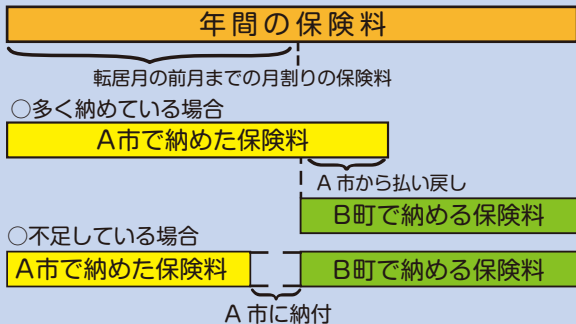 年間の保険料
転居月の前月までの月割りの保険料
○多く納めている場合
A市で納めた保険料
A市から払い戻し
B町で納める保険料
○不足している場合
A市で納めた保険料
B町で納める保険料
A市に納付